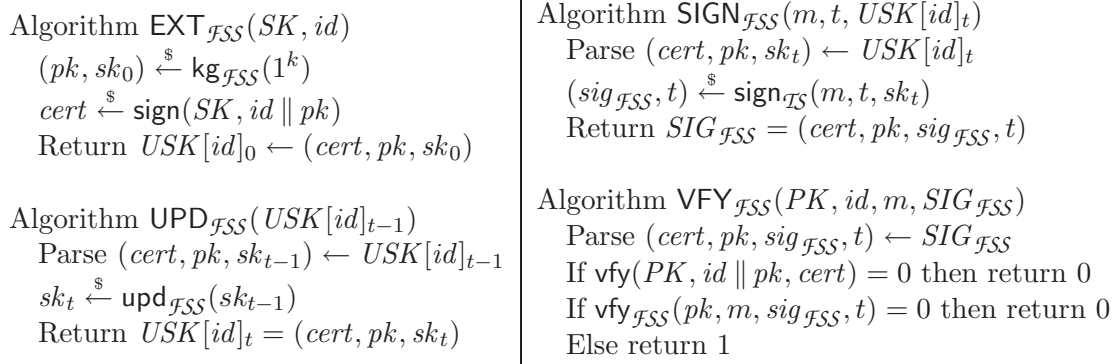 Algorithm EXT_FSS(SK, id)
(pk, sk_0) ←$ kg_FSS(1^k)
cert ←$ sign(SK, id ∥ pk)
Return USK[id]_0 ← (cert, pk, sk_0)
Algorithm UPD_FSS(USK[id]_{t−1})
Parse (cert, pk, sk_{t−1}) ← USK[id]_{t−1}
sk_t ←$ upd_FSS(sk_{t−1})
Return USK[id]_t = (cert, pk, sk_t)
Algorithm SIGN_FSS(m, t, USK[id]_t)
Parse (cert, pk, sk_t) ← USK[id]_t
(sig_FSS, t) ←$ sign_TS(m, t, sk_t)
Return SIG_FSS = (cert, pk, sig_FSS, t)
Algorithm VFY_FSS(PK, id, m, SIG_FSS)
Parse (cert, pk, sig_FSS, t) ← SIG_FSS
If vfy(PK, id ∥ pk, cert) = 0 then return 0
If vfy_FSS(pk, m, sig_FSS, t) = 0 then return 0
Else return 1